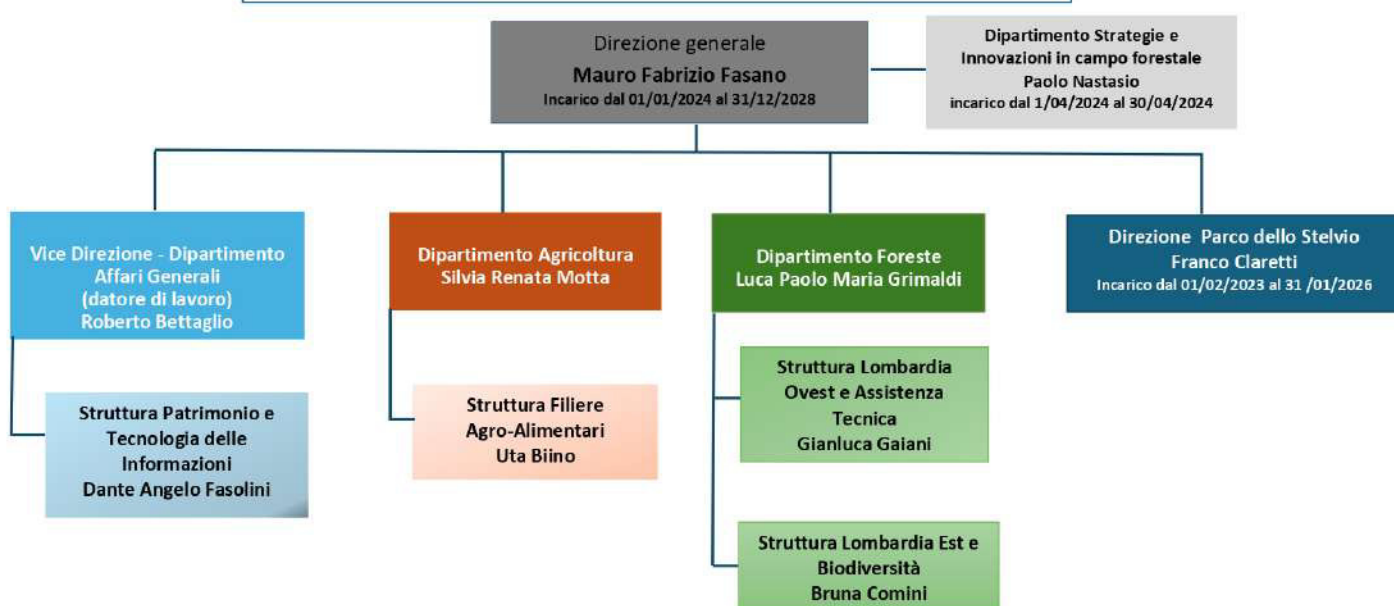 Direzione generale
Mauro Fabrizio Fasano
Incarico dal 01/01/2024 al 31/12/2028
Dipartimento Strategie e
Innovazioni in campo forestale
Paolo Nastasio
incarico dal 1/04/2024 al 30/04/2024
Vice Direzione - Dipartimento
Affari Generali
(datore di lavoro)
Roberto Bettaglio
Dipartimento Agricoltura
Silvia Renata Motta
Dipartimento Foreste
Luca Paolo Maria Grimaldi
Direzione Parco dello Stelvio
Franco Claretti
Incarico dal 01/02/2023 al 31 /01/2026
Struttura Patrimonio e
Tecnologia delle
Informazioni
Dante Angelo Fasolini
Struttura Filiere
Agro-Alimentari
Uta Biino
Struttura Lombardia
Ovest e Assistenza
Tecnica
Gianluca Gaiani
Struttura Lombardia Est e
Biodiversità
Bruna Comini